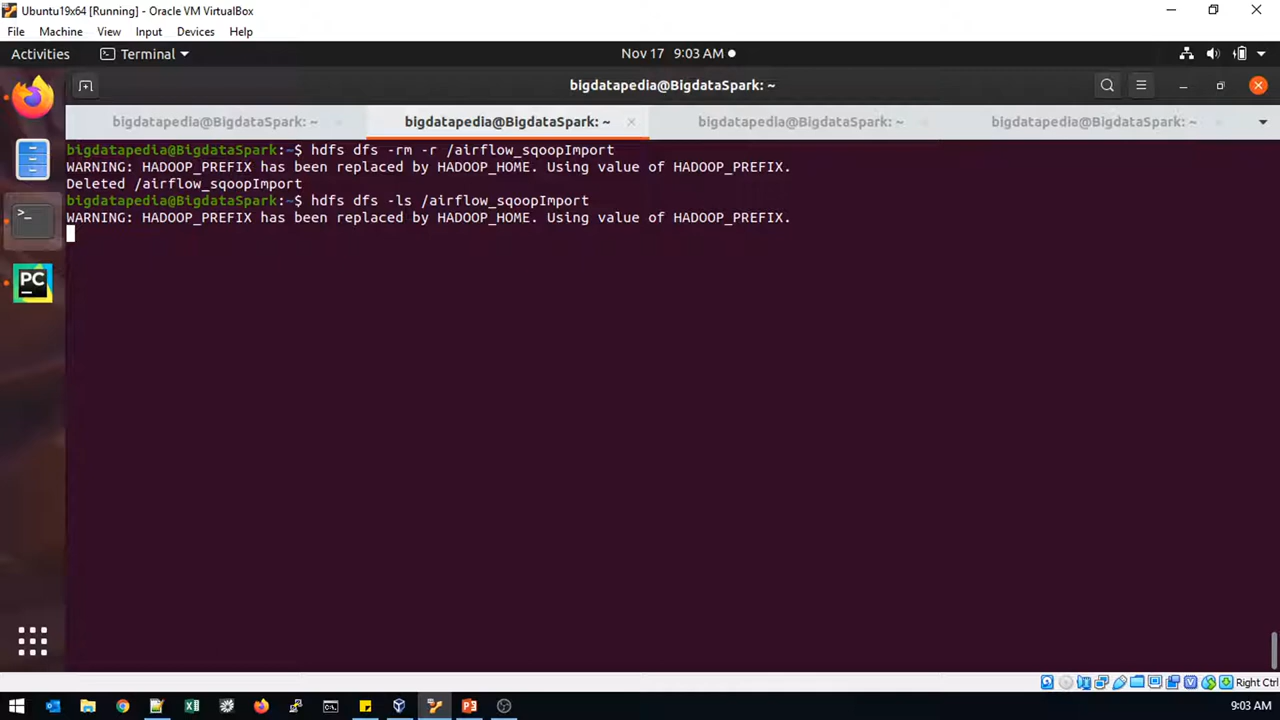 Ubuntu19x64 [Running] - Oracle VM VirtualBox
File Machine View Input Devices Help
Activities Terminal Nov 17 9:03 AM
bigdatapedia@BigdataSpark: ~
bigdatapedia@BigdataSpark: ~ bigdatapedia@BigdataSpark: ~ bigdatapedia@BigdataSpark: ~ bigdatapedia@BigdataSpark: ~
bigdatapedia@BigdataSpark:~$ hdfs dfs -rm -r /airflow_sqoopImport
WARNING: HADOOP_PREFIX has been replaced by HADOOP_HOME. Using value of HADOOP_PREFIX.
Deleted /airflow_sqoopImport
bigdatapedia@BigdataSpark:~$ hdfs dfs -ls /airflow_sqoopImport
WARNING: HADOOP_PREFIX has been replaced by HADOOP_HOME. Using value of HADOOP_PREFIX.
PC
Right Ctrl
9:03 AM